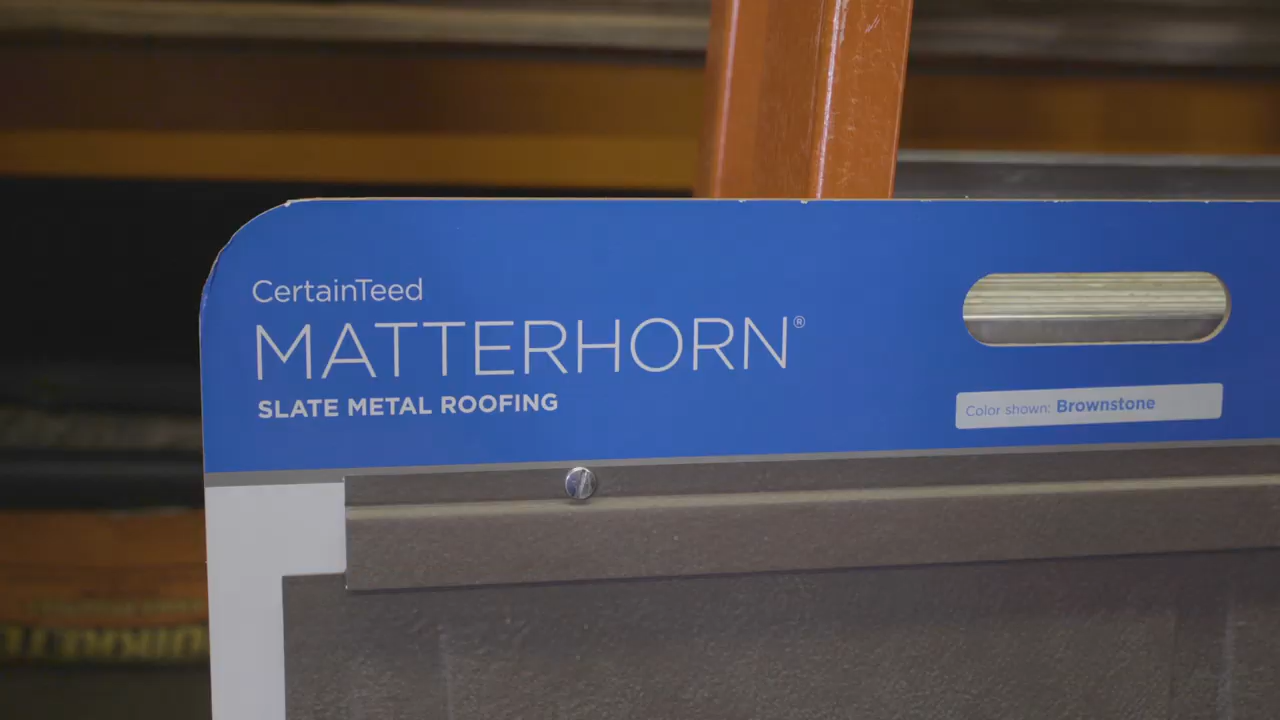 CertainTeed
MATTERHORN®
SLATE METAL ROOFING
Color shown: Brownstone